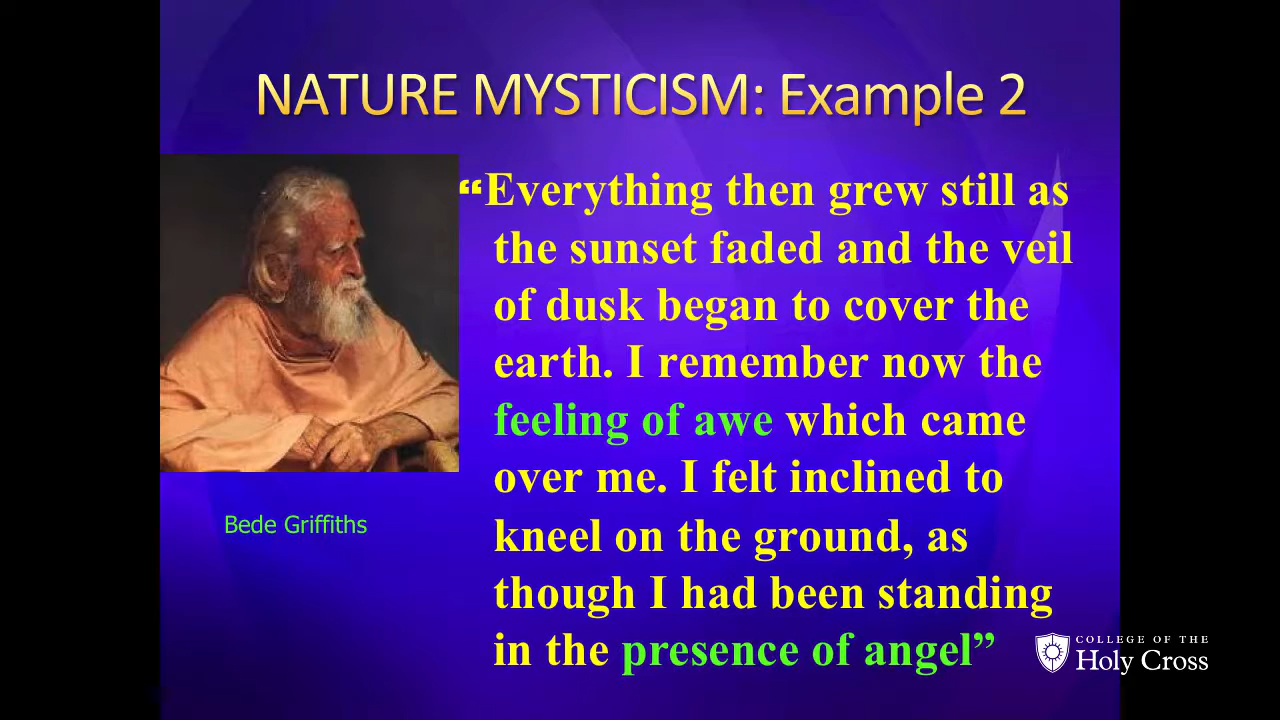 NATURE MYSTICISM: Example 2
“Everything then grew still as
the sunset faded and the veil
of dusk began to cover the
earth. I remember now the
feeling of awe which came
over me. I felt inclined to
kneel on the ground, as
though I had been standing
in the presence of angel”
Bede Griffiths
COLLEGE OF THE
Holy Cross